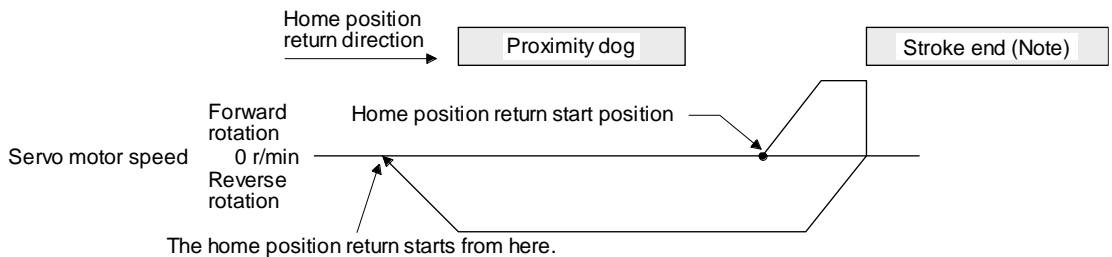 Home position
return direction
Proximity dog
Stroke end (Note)
Forward
rotation
Home position return start position
Servo motor speed
0 r/min
Reverse
rotation
The home position return starts from here.